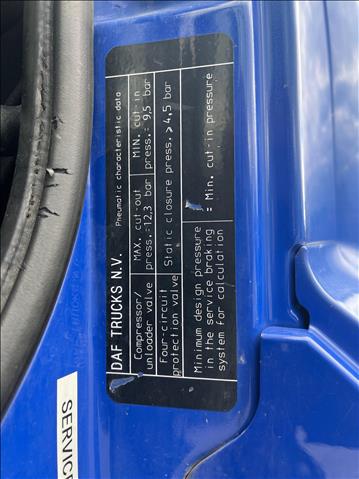 DAF TRUCKS N.V. Pneumatic characteristic data
Compressor/ MAX. cut-out MIN. cut-in
unloader valve press.=12,3 bar press.= 9,5 bar
Four-circuit Static closure press. > 4,5 bar
protection valve
Minimum design pressure
in the service braking = Min. cut-in pressure
system for calculation
SERVICE